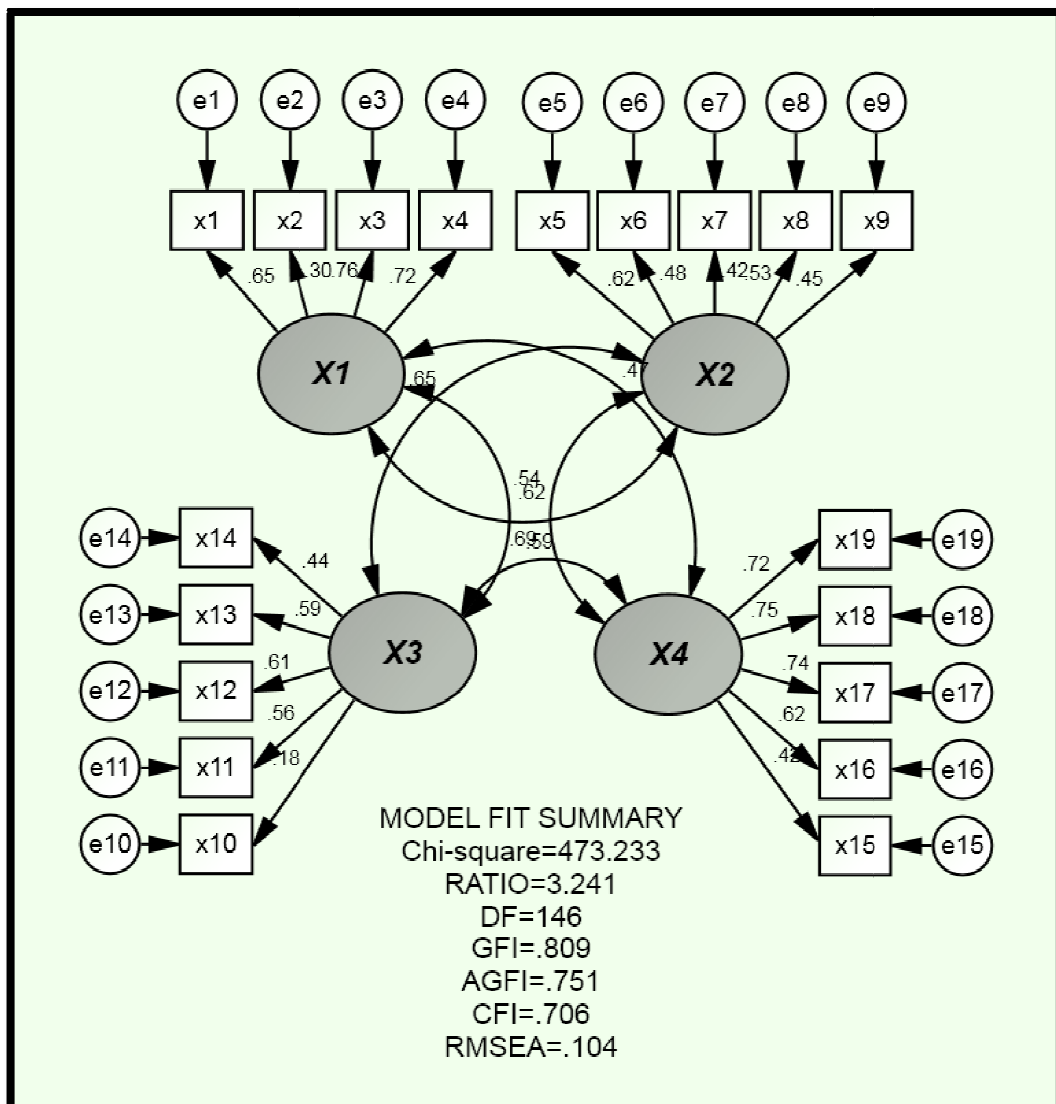 e1 e2 e3 e4 e5 e6 e7 e8 e9
x1 x2 x3 x4 x5 x6 x7 x8 x9
.65 .30 .76 .72 .62 .48 .42 .53 .45
X1 X2
.65 .47
.54
.62
.69 .59
e14 x14 x19 e19
.44 .72
e13 x13 .59 .75 x18 e18
X3 X4
e12 x12 .61 .74 x17 e17
.56 .62
e11 x11 .18 .42 x16 e16
e10 x10 x15 e15
MODEL FIT SUMMARY
Chi-square=473.233
RATIO=3.241
DF=146
GFI=.809
AGFI=.751
CFI=.706
RMSEA=.104